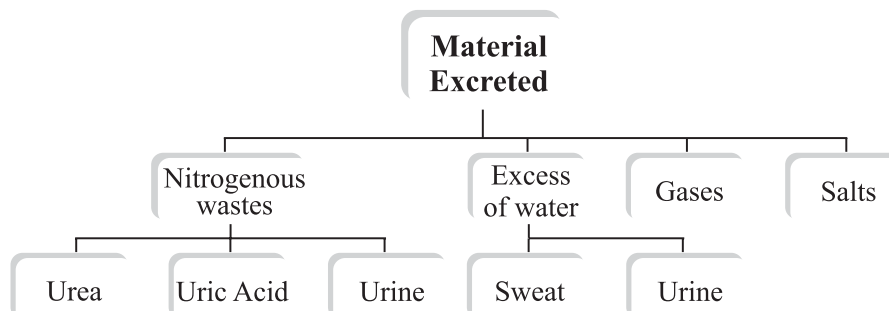 Material
Excreted
Nitrogenous
wastes
Excess
of water
Gases
Salts
Urea
Uric Acid
Urine
Sweat
Urine